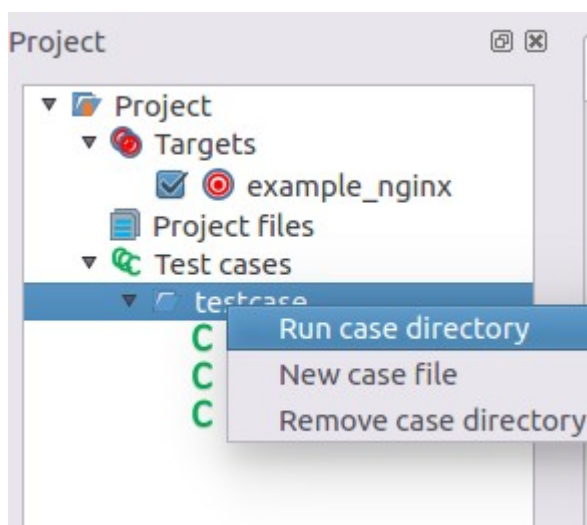 Project
Project
Targets
example_nginx
Project files
Test cases
testcase
Run case directory
C
New case file
C
Remove case directory
C